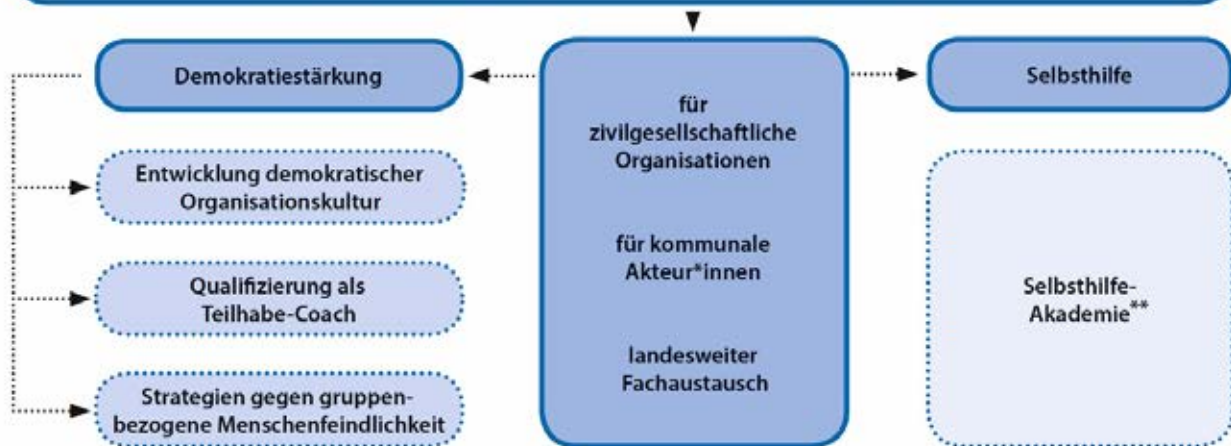 Demokratiestärkung
Entwicklung demokratischer
Organisationskultur
Qualifizierung als
Teilhabe-Coach
Strategien gegen gruppen-
bezogene Menschenfeindlichkeit
für
zivilgesellschaftliche
Organisationen
für kommunale
Akteur*innen
landesweiter
Fachaustausch
Selbsthilfe
Selbsthilfe-
Akademie**